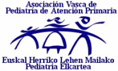 Asociación Vasca de
Pediatría de Atención Primaria
Euskal Herriko Lehen Mailako
Pediatria Elkartea